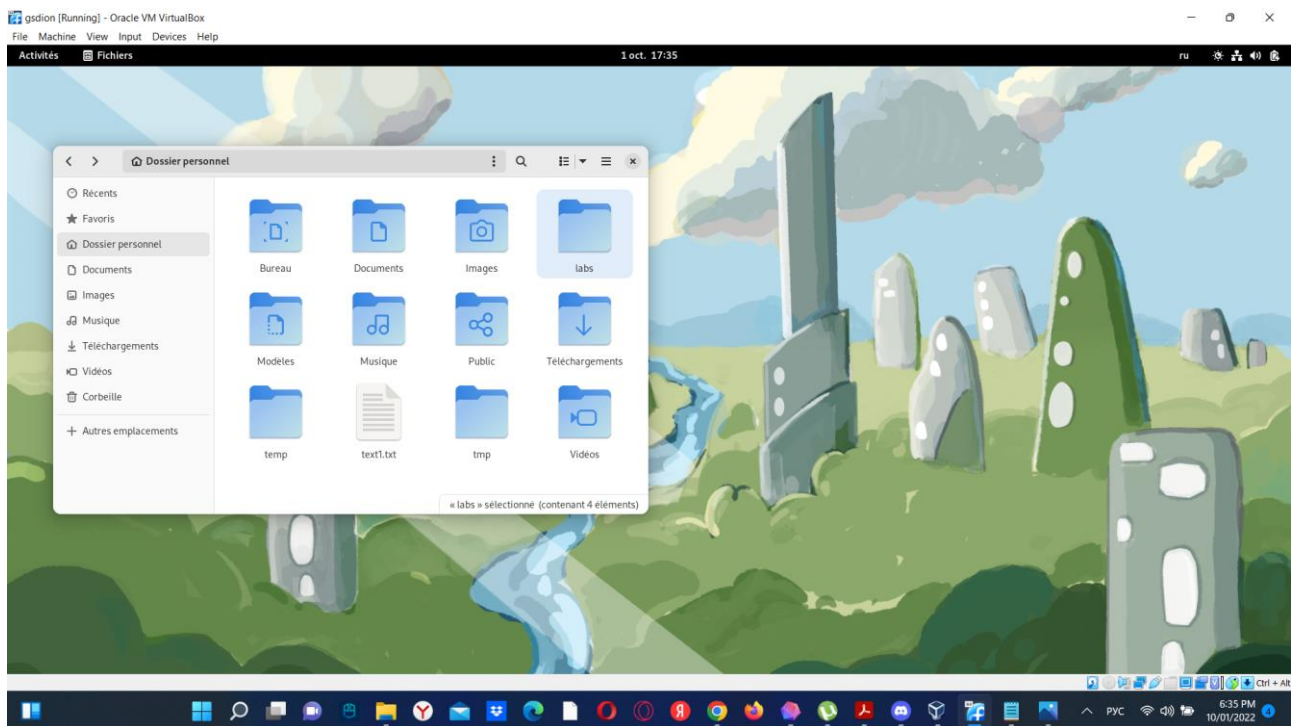 gsdion [Running] - Oracle VM VirtualBox
File Machine View Input Devices Help
Activités Fichiers 1 oct. 17:35 ru
Dossier personnel
Récents
Favoris
Dossier personnel
Documents
Images
Musique
Téléchargements
Vidéos
Corbeille
Autres emplacements
Bureau Documents Images labs
Modèles Musique Public Téléchargements
temp text1.txt tmp Vidéos
« labs » sélectionné (contenant 4 éléments)
Ctrl + Alt
РУС 6:35 PM
10/01/2022 4